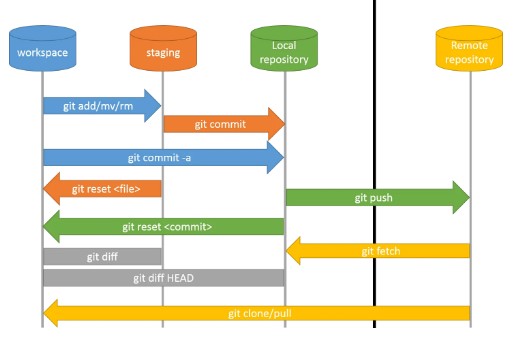 workspace
staging
Local
repository
Remote
repository
git add/mv/rm
git commit
git commit -a
git reset <file>
git push
git reset <commit>
git diff
git fetch
git diff HEAD
git clone/pull